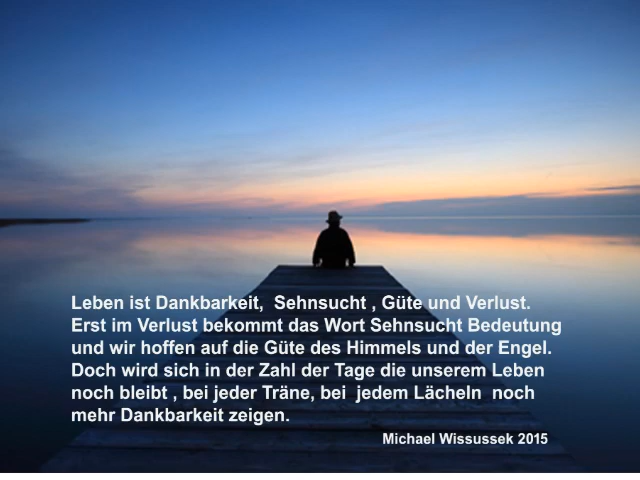 Leben ist Dankbarkeit,  Sehnsucht , Güte und Verlust.
Erst im Verlust bekommt das Wort Sehnsucht Bedeutung
und wir hoffen auf die Güte des Himmels und der Engel.
Doch wird sich in der Zahl der Tage die unserem Leben
noch bleibt , bei jeder Träne, bei  jedem Lächeln  noch
mehr Dankbarkeit zeigen.
Michael Wissussek 2015